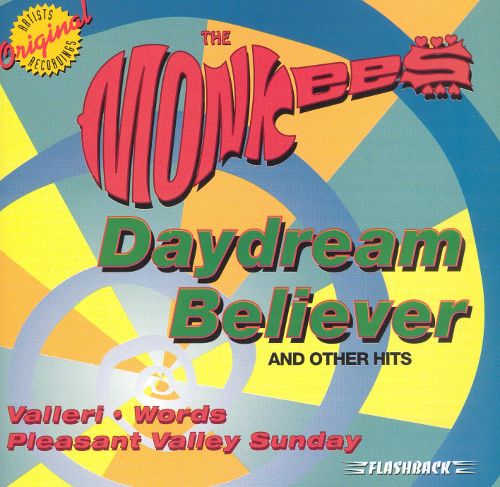 Original
ARTISTS
RECORDINGS
THE
MONKEES
Daydream
Believer
AND OTHER HITS
Valleri • Words
Pleasant Valley Sunday
FLASHBACK